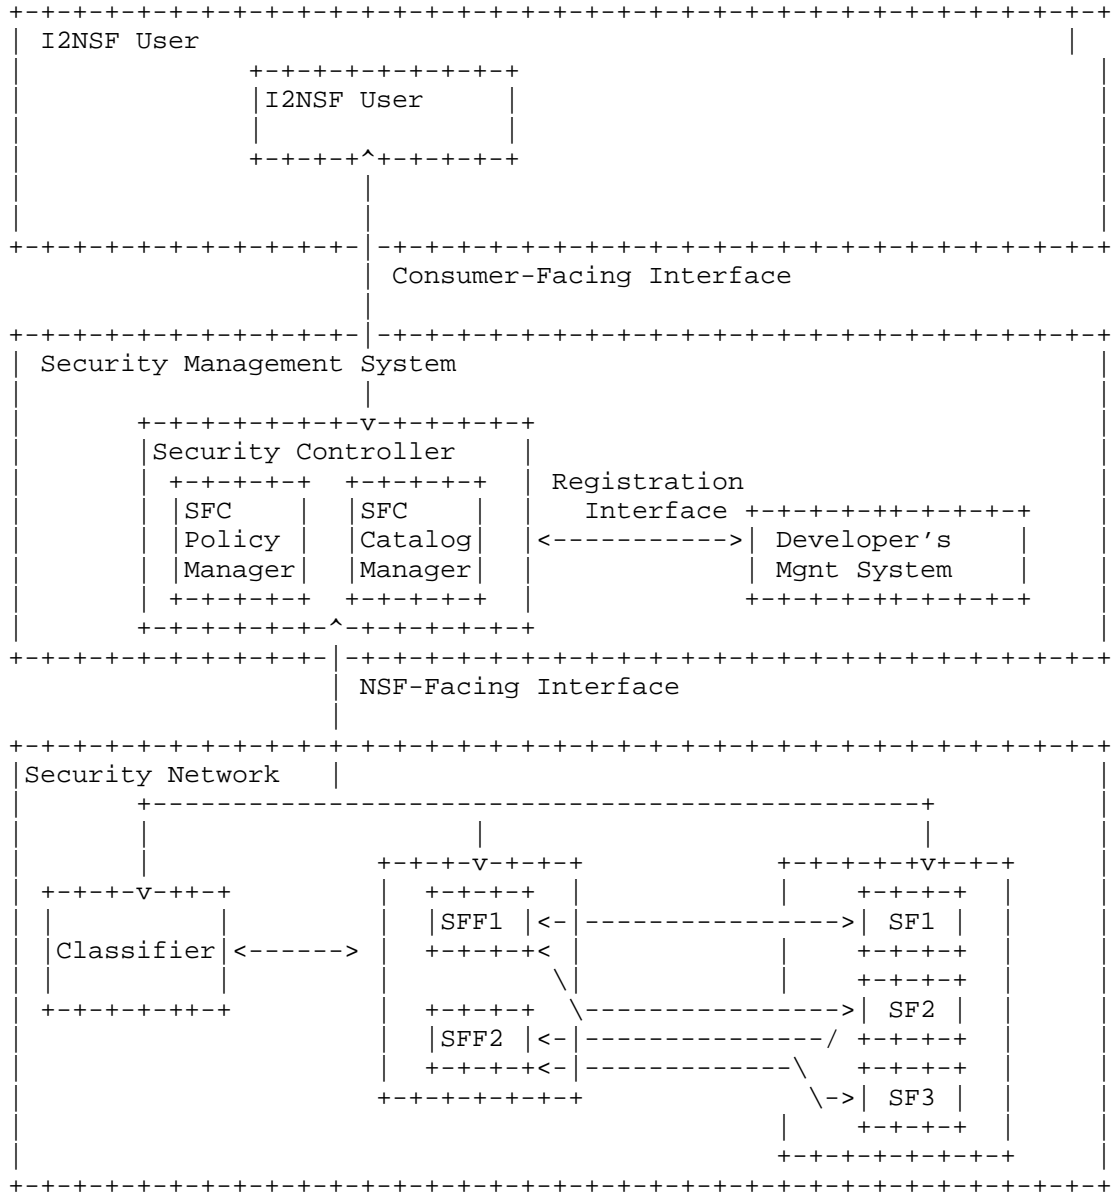 I2NSF User
I2NSF User
Consumer-Facing Interface
Security Management System
Security Controller
Registration
Interface
SFC
Policy
Manager
SFC
Catalog
Manager
Developer's
Mgnt System
NSF-Facing Interface
Security Network
Classifier
SFF1
SF1
SF2
SFF2
SF3